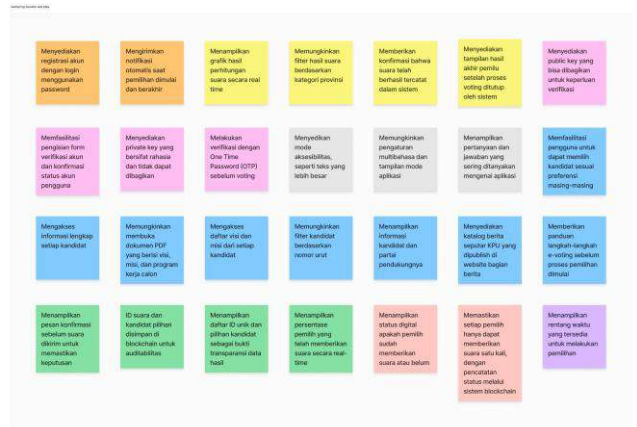 Menyediakan
registrasi akun
dengan login
menggunakan
password
Mengirimkan
notifikasi
otomatis saat
pemilihan dimulai
dan berakhir
Menampilkan
grafik hasil
perhitungan
suara secara real
time
Memungkinkan
filter hasil suara
berdasarkan
kategori provinsi
Memberikan
konfirmasi bahwa
suara telah
berhasil tercatat
dalam sistem
Menyediakan
tampilan hasil
akhir pemilu
setelah proses
voting ditutup
oleh sistem
Menyediakan
public key yang
bisa dibagikan
untuk keperluan
verifikasi
Memfasilitasi
pengisian form
verifikasi akun
dan konfirmasi
status akun
pengguna
Menyediakan
private key yang
bersifat rahasia
dan tidak dapat
dibagikan
Melakukan
verifikasi dengan
One Time
Password (OTP)
sebelum voting
Menyedikan
mode
aksesibilitas,
seperti teks yang
lebih besar
Memungkinkan
pengaturan
multibahasa dan
tampilan mode
aplikasi
Menampilkan
pertanyaan dan
jawaban yang
sering ditanyakan
mengenai aplikasi
Memfasilitasi
pengguna untuk
dapat memilih
kandidat sesuai
preferensi
masing-masing
Mengakses
informasi lengkap
setiap kandidat
Memungkinkan
membuka
dokumen PDF
yang berisi visi,
misi, dan program
kerja calon
Mengakses
daftar visi dan
misi dari setiap
kandidat
Memungkinkan
filter kandidat
berdasarkan
nomor urut
Menampilkan
informasi
kandidat dan
partai
pendukungnya
Menyediakan
katalog berita
seputar KPU yang
dipublish di
website bagian
berita
Memberikan
panduan
langkah-langkah
e-voting sebelum
proses pemilihan
dimulai
Menampilkan
pesan konfirmasi
sebelum suara
dikirim untuk
memastikan
keputusan
ID suara dan
kandidat pilihan
disimpan di
blockchain untuk
auditabilitas
Menampilkan
daftar ID unik dan
pilihan kandidat
sebagai bukti
transparansi data
hasil
Menampilkan
persentase
pemilih yang
telah memberikan
suara secara real-
time
Menampilkan
status digital
apakah pemilih
sudah
memberikan
suara atau belum
Memastikan
setiap pemilih
hanya dapat
memberikan
suara satu kali,
dengan
pencatatan
status melalui
sistem blockchain
Menampilkan
rentang waktu
yang tersedia
untuk melakukan
pemilihan